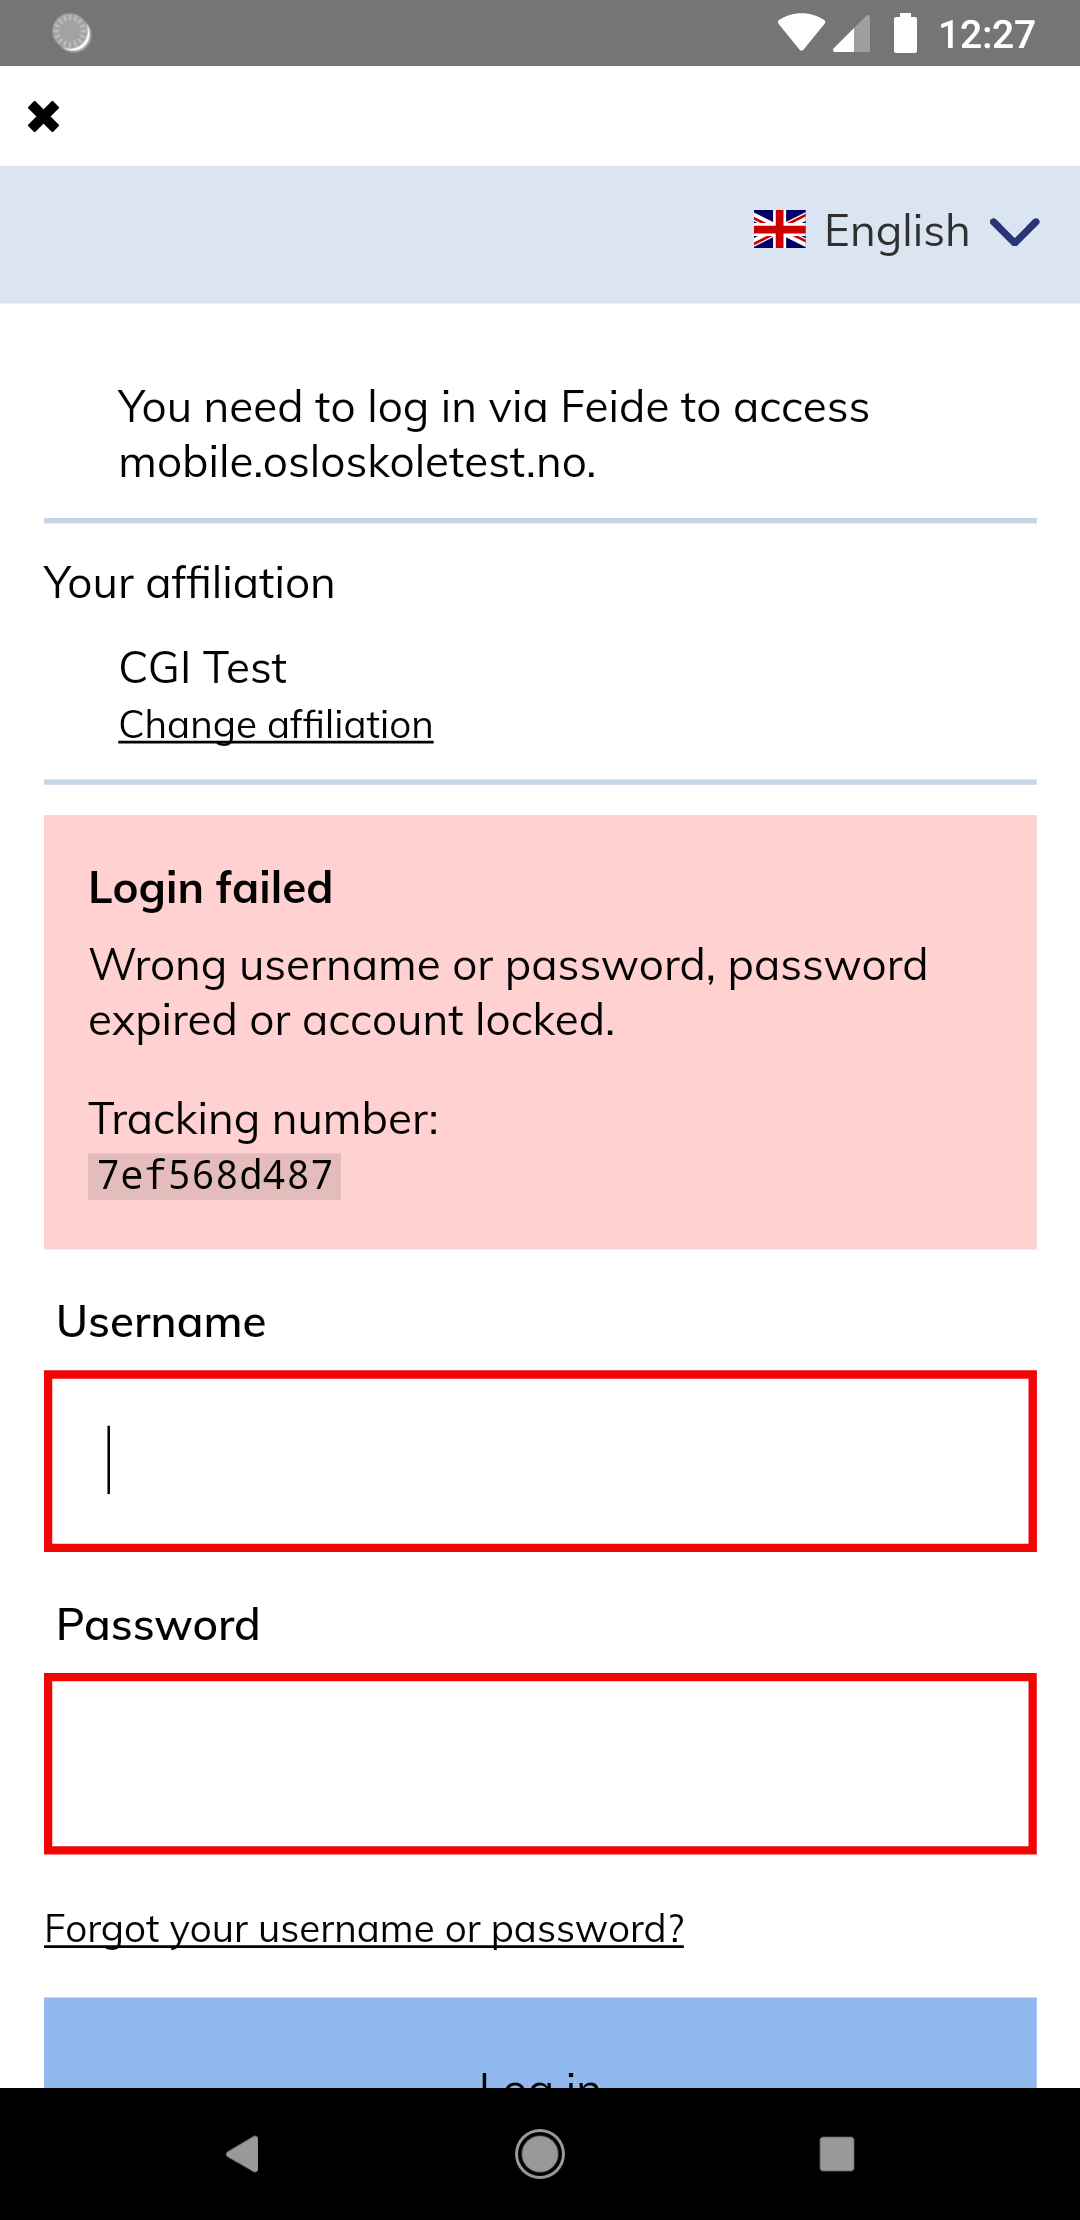 12:27
English
You need to log in via Feide to access
mobile.osloskoletest.no.
Your affiliation
CGI Test
Change affiliation
Login failed
Wrong username or password, password
expired or account locked.
Tracking number:
7ef568d487
Username
Password
Forgot your username or password?
Log in